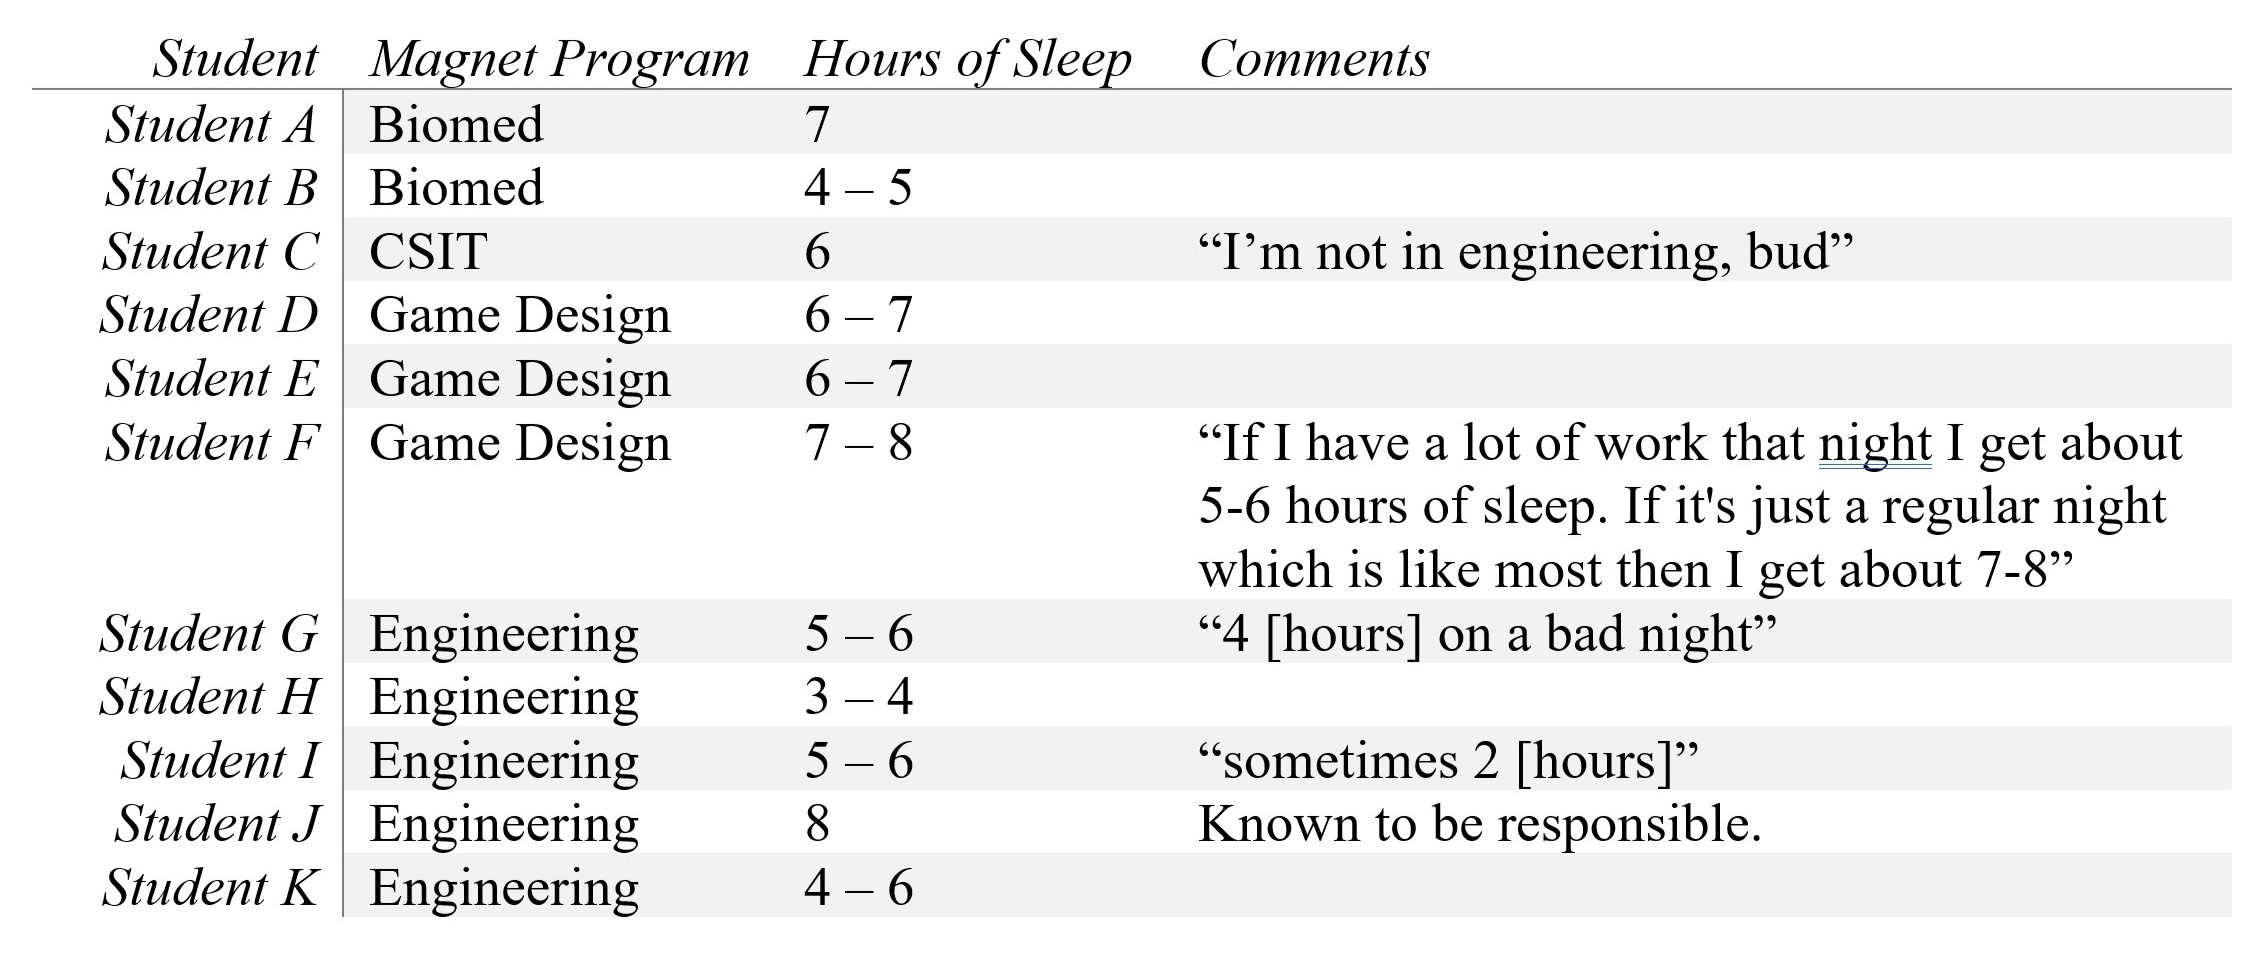 Student Magnet Program Hours of Sleep Comments
Student A Biomed 7
Student B Biomed 4 – 5
Student C CSIT 6 “I’m not in engineering, bud”
Student D Game Design 6 – 7
Student E Game Design 6 – 7
Student F Game Design 7 – 8 “If I have a lot of work that night I get about
5-6 hours of sleep. If it's just a regular night
which is like most then I get about 7-8”
Student G Engineering 5 – 6 “4 [hours] on a bad night”
Student H Engineering 3 – 4
Student I Engineering 5 – 6 “sometimes 2 [hours]”
Student J Engineering 8 Known to be responsible.
Student K Engineering 4 – 6